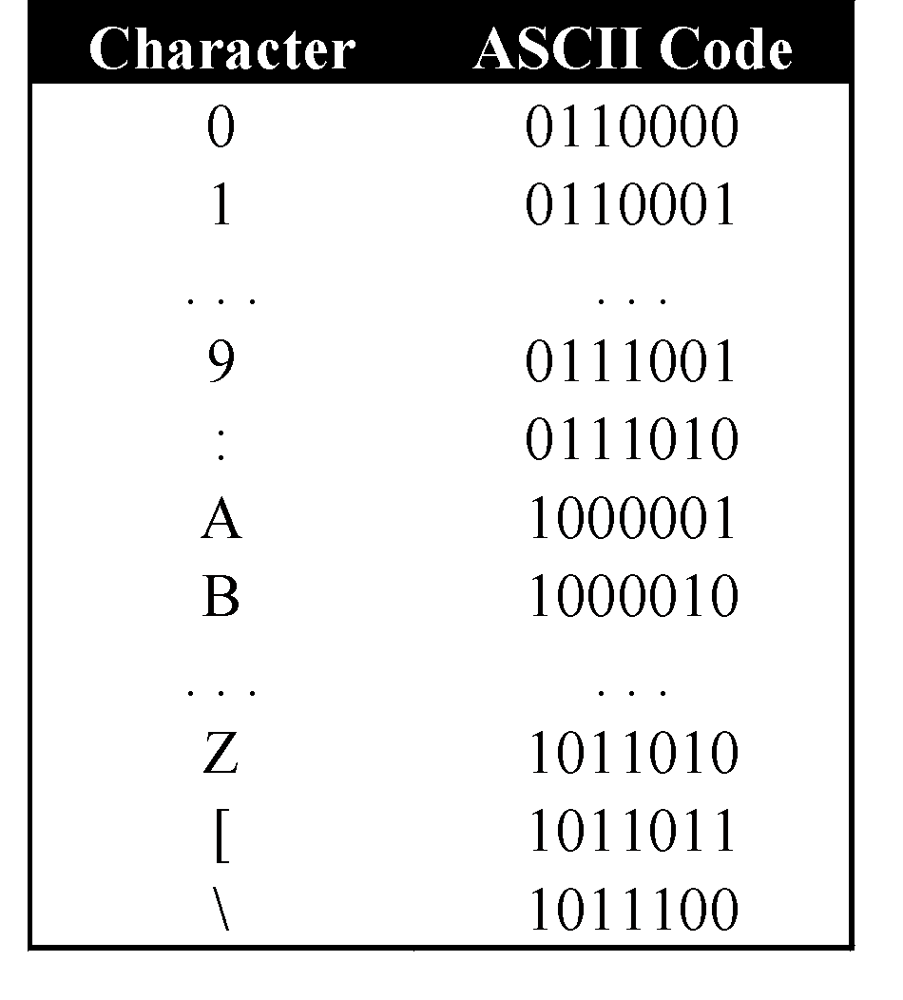 Character ASCII Code
0 0110000
1 0110001
. . . . . .
9 0111001
: 0111010
A 1000001
B 1000010
. . . . . .
Z 1011010
[ 1011011
\ 1011100